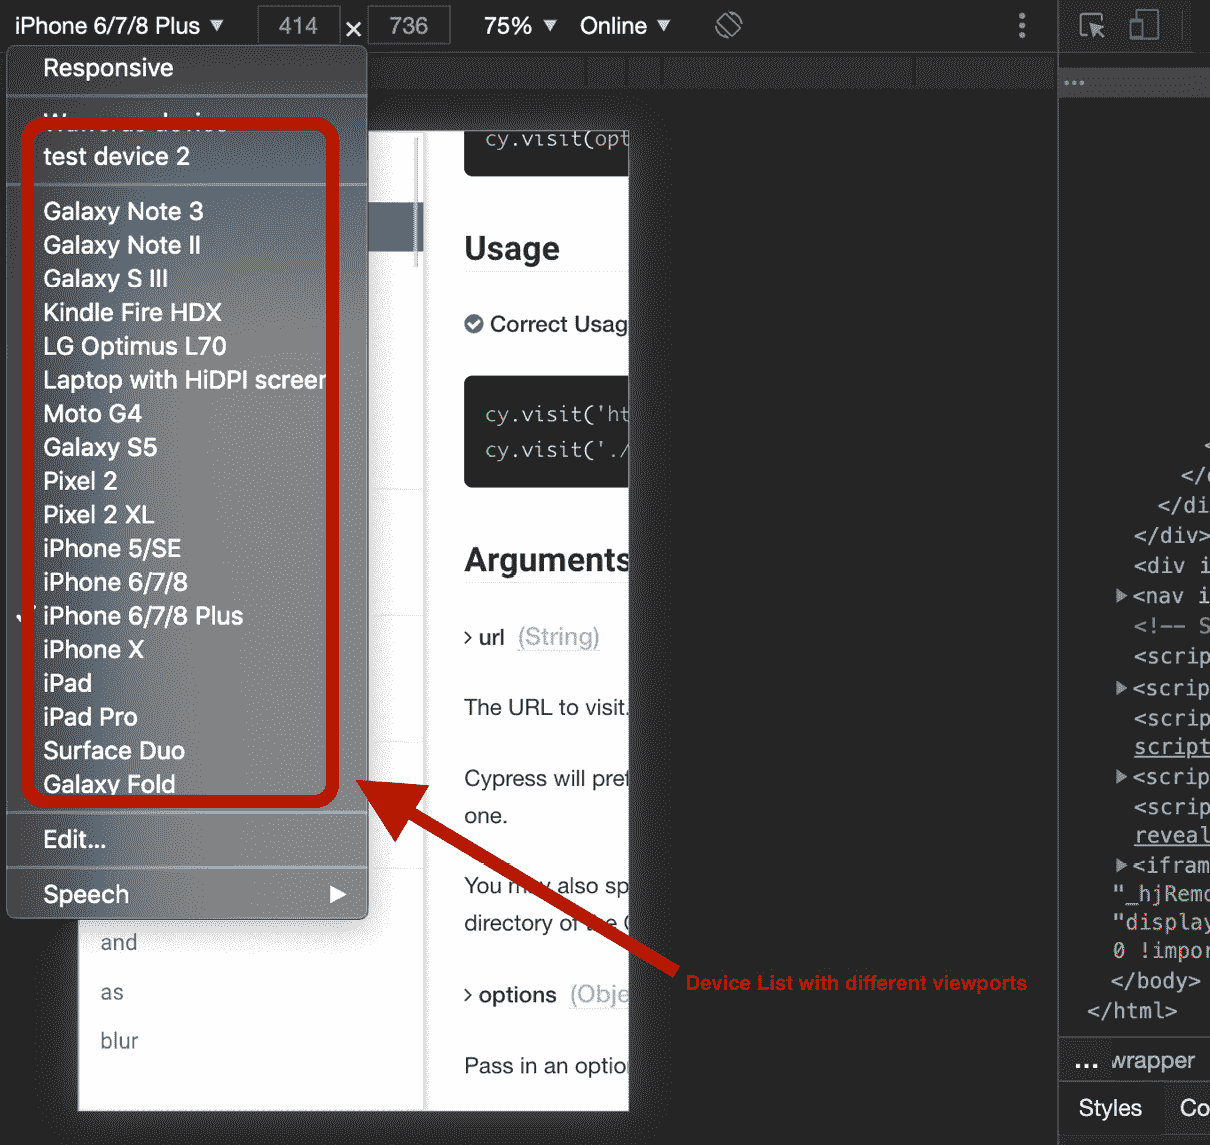 iPhone 6/7/8 Plus ▼ 414 × 736 75% ▼ Online ▼
Responsive
device
test device 2
Galaxy Note 3
Galaxy Note II
Galaxy S III
Kindle Fire HDX
LG Optimus L70
Laptop with HiDPI screen
Moto G4
Galaxy S5
Pixel 2
Pixel 2 XL
iPhone 5/SE
iPhone 6/7/8
iPhone 6/7/8 Plus
iPhone X
iPad
iPad Pro
Surface Duo
Galaxy Fold
Edit...
Speech
and
as
blur
cy.visit(opt
Usage
Correct Usag
cy.visit('ht
cy.visit('./
Arguments
> url (String)
The URL to visit.
Cypress will pref
one.
You may also sp
directory of the C
> options (Obje
Pass in an optio
Device List with different viewports
…
<
</d
</di
</div>
<div i
<nav i
<!-- S
<scrip
<scrip
<scrip
script
<scrip
<scrip
reveal
<ifram
"_hjRemo
"display
0 !impor
</body>
</html>
... wrapper
Styles Co